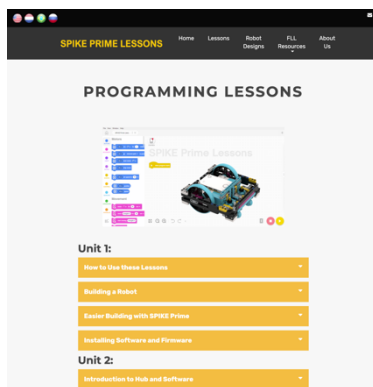 SPIKE PRIME LESSONS
Home
Lessons
Robot Designs
FLL Resources
About Us
PROGRAMMING LESSONS
SPIKE Prime Lessons
Unit 1:
How to Use these Lessons
Building a Robot
Easier Building with SPIKE Prime
Installing Software and Firmware
Unit 2:
Introduction to Hub and Software